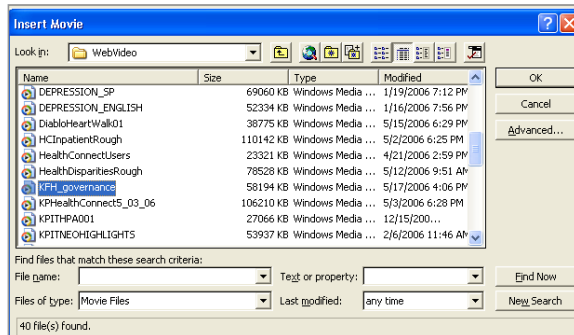 Insert Movie
Look in: WebVideo
Name Size Type Modified
DEPRESSION_SP 69060 KB Windows Media ... 1/19/2006 7:12 PM
DEPRESSION_ENGLISH 52334 KB Windows Media ... 1/16/2006 7:56 PM
DiabloHeartWalk01 38775 KB Windows Media ... 5/15/2006 6:29 PM
HCInpatientRough 110142 KB Windows Media ... 5/2/2006 6:25 PM
HealthConnectUsers 23321 KB Windows Media ... 4/21/2006 2:59 PM
HealthDisparitiesRough 78528 KB Windows Media ... 5/12/2006 9:51 AM
KFH_governance 58194 KB Windows Media ... 5/17/2006 4:06 PM
KPHealthConnect5_03_06 106210 KB Windows Media ... 5/3/2006 6:28 PM
KPITHPA001 27066 KB Windows Media ... 12/15/200...
KPITNEOHIGHLIGHTS 53937 KB Windows Media ... 2/6/2006 11:46 AM
OK
Cancel
Advanced...
Find files that match these search criteria:
File name: Text or property: Find Now
Files of type: Movie Files Last modified: any time New Search
40 file(s) found.